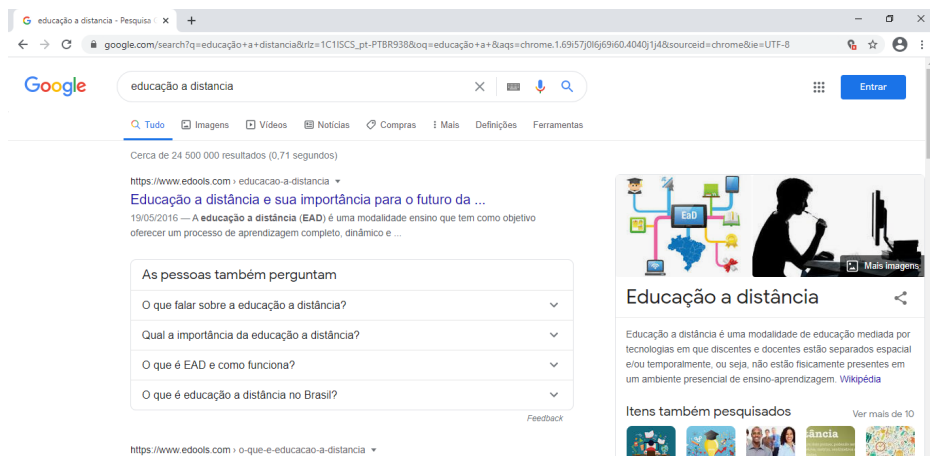 educação a distancia - Pesquisa
google.com/search?q=educação+a+distancia&rlz=1C1ISCS_pt-PTBR938&oq=educação+a+&aqs=chrome.1.69i57j0l6j69i60.4040j1j4&sourceid=chrome&ie=UTF-8
Google
educação a distancia
Entrar
Tudo Imagens Vídeos Notícias Compras Mais Definições Ferramentas
Cerca de 24 500 000 resultados (0,71 segundos)
https://www.edools.com › educacao-a-distancia
Educação a distância e sua importância para o futuro da ...
19/05/2016 — A educação a distância (EAD) é uma modalidade ensino que tem como objetivo
oferecer um processo de aprendizagem completo, dinâmico e ...
As pessoas também perguntam
O que falar sobre a educação a distância?
Qual a importância da educação a distância?
O que é EAD e como funciona?
O que é educação a distância no Brasil?
Feedback
https://www.edools.com › o-que-e-educacao-a-distancia
EaD
Mais imagens
Educação a distância
Educação a distância é uma modalidade de educação mediada por
tecnologias em que discentes e docentes estão separados espacial
e/ou temporalmente, ou seja, não estão fisicamente presentes em
um ambiente presencial de ensino-aprendizagem. Wikipédia
Itens também pesquisados
Ver mais de 10
tância